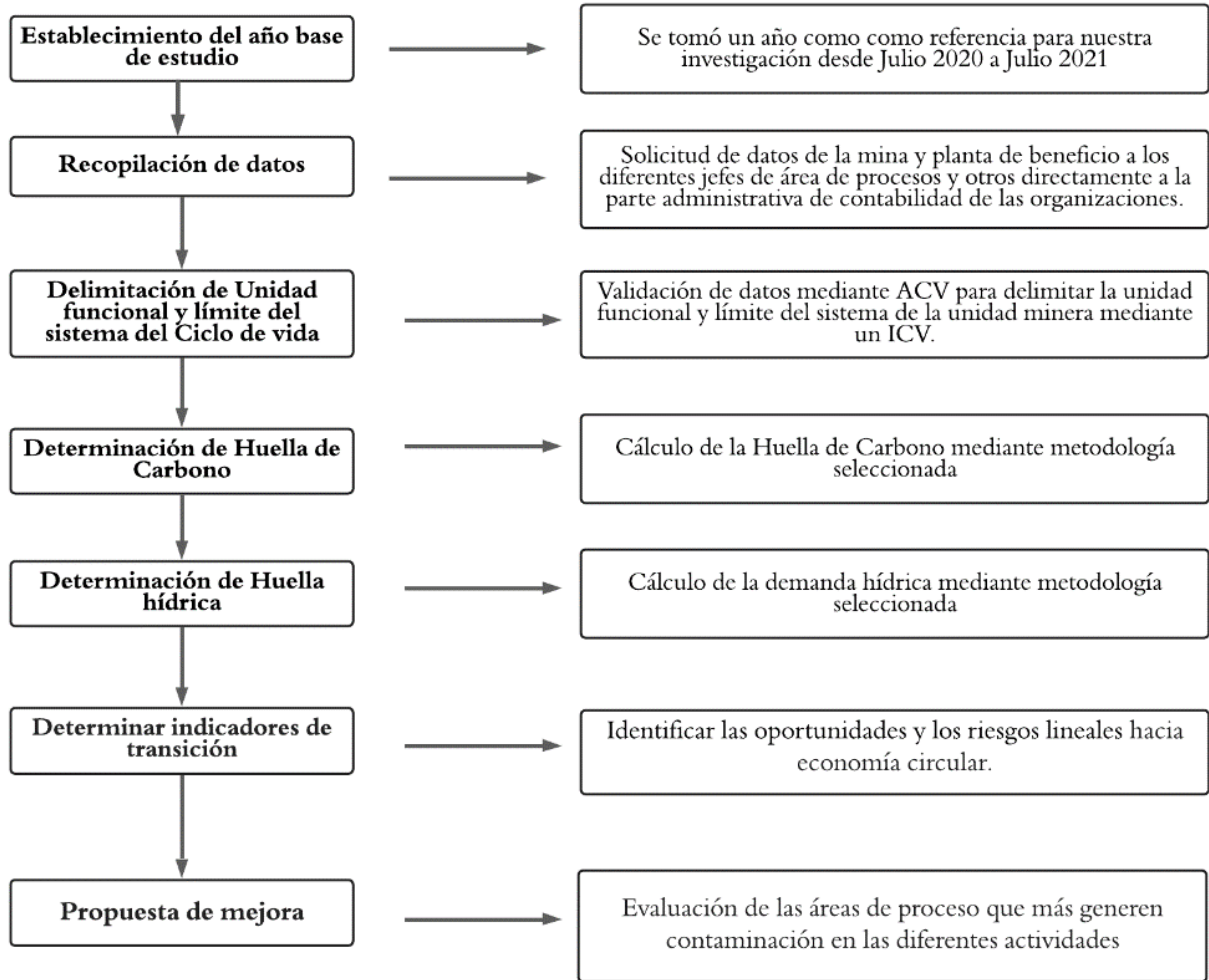 Establecimiento del año base
de estudio
Se tomó un año como como referencia para nuestra
investigación desde Julio 2020 a Julio 2021
Recopilación de datos
Solicitud de datos de la mina y planta de beneficio a los
diferentes jefes de área de procesos y otros directamente a la
parte administrativa de contabilidad de las organizaciones.
Delimitación de Unidad
funcional y límite del
sistema del Ciclo de vida
Validación de datos mediante ACV para delimitar la unidad
funcional y límite del sistema de la unidad minera mediante
un ICV.
Determinación de Huella de
Carbono
Cálculo de la Huella de Carbono mediante metodología
seleccionada
Determinación de Huella
hídrica
Cálculo de la demanda hídrica mediante metodología
seleccionada
Determinar indicadores de
transición
Identificar las oportunidades y los riesgos lineales hacia
economía circular.
Propuesta de mejora
Evaluación de las áreas de proceso que más generen
contaminación en las diferentes actividades